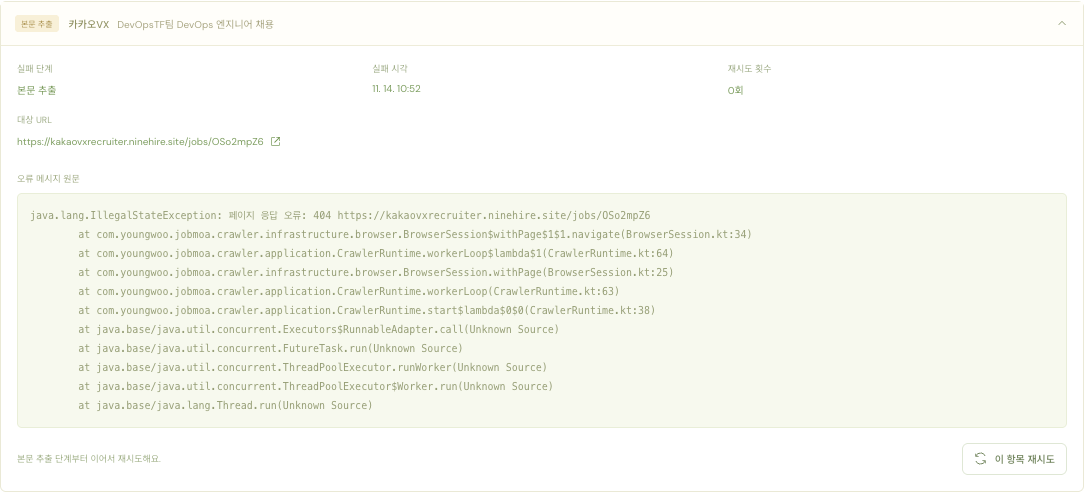 본문 추출 카카오VX DevOpsTF팀 DevOps 엔지니어 채용
실패 단계 실패 시각 재시도 횟수
본문 추출 11. 14. 10:52 0회
대상 URL
https://kakaovxrecruiter.ninehire.site/jobs/OSo2mpZ6
오류 메시지 원문
java.lang.IllegalStateException: 페이지 응답 오류: 404 https://kakaovxrecruiter.ninehire.site/jobs/OSo2mpZ6
at com.youngwoo.jobmoa.crawler.infrastructure.browser.BrowserSession$withPage$1$1.navigate(BrowserSession.kt:34)
at com.youngwoo.jobmoa.crawler.application.CrawlerRuntime.workerLoop$lambda$1(CrawlerRuntime.kt:64)
at com.youngwoo.jobmoa.crawler.infrastructure.browser.BrowserSession.withPage(BrowserSession.kt:25)
at com.youngwoo.jobmoa.crawler.application.CrawlerRuntime.workerLoop(CrawlerRuntime.kt:63)
at com.youngwoo.jobmoa.crawler.application.CrawlerRuntime.start$lambda$0$0(CrawlerRuntime.kt:38)
at java.base/java.util.concurrent.Executors$RunnableAdapter.call(Unknown Source)
at java.base/java.util.concurrent.FutureTask.run(Unknown Source)
at java.base/java.util.concurrent.ThreadPoolExecutor.runWorker(Unknown Source)
at java.base/java.util.concurrent.ThreadPoolExecutor$Worker.run(Unknown Source)
at java.base/java.lang.Thread.run(Unknown Source)
본문 추출 단계부터 이어서 재시도해요. 이 항목 재시도